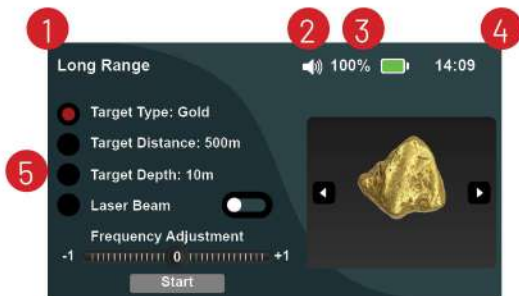 1 2 3 4
Long Range 100% 14:09
Target Type: Gold
Target Distance: 500m
5
Target Depth: 10m
Laser Beam
Frequency Adjustment
-1 0 +1
Start